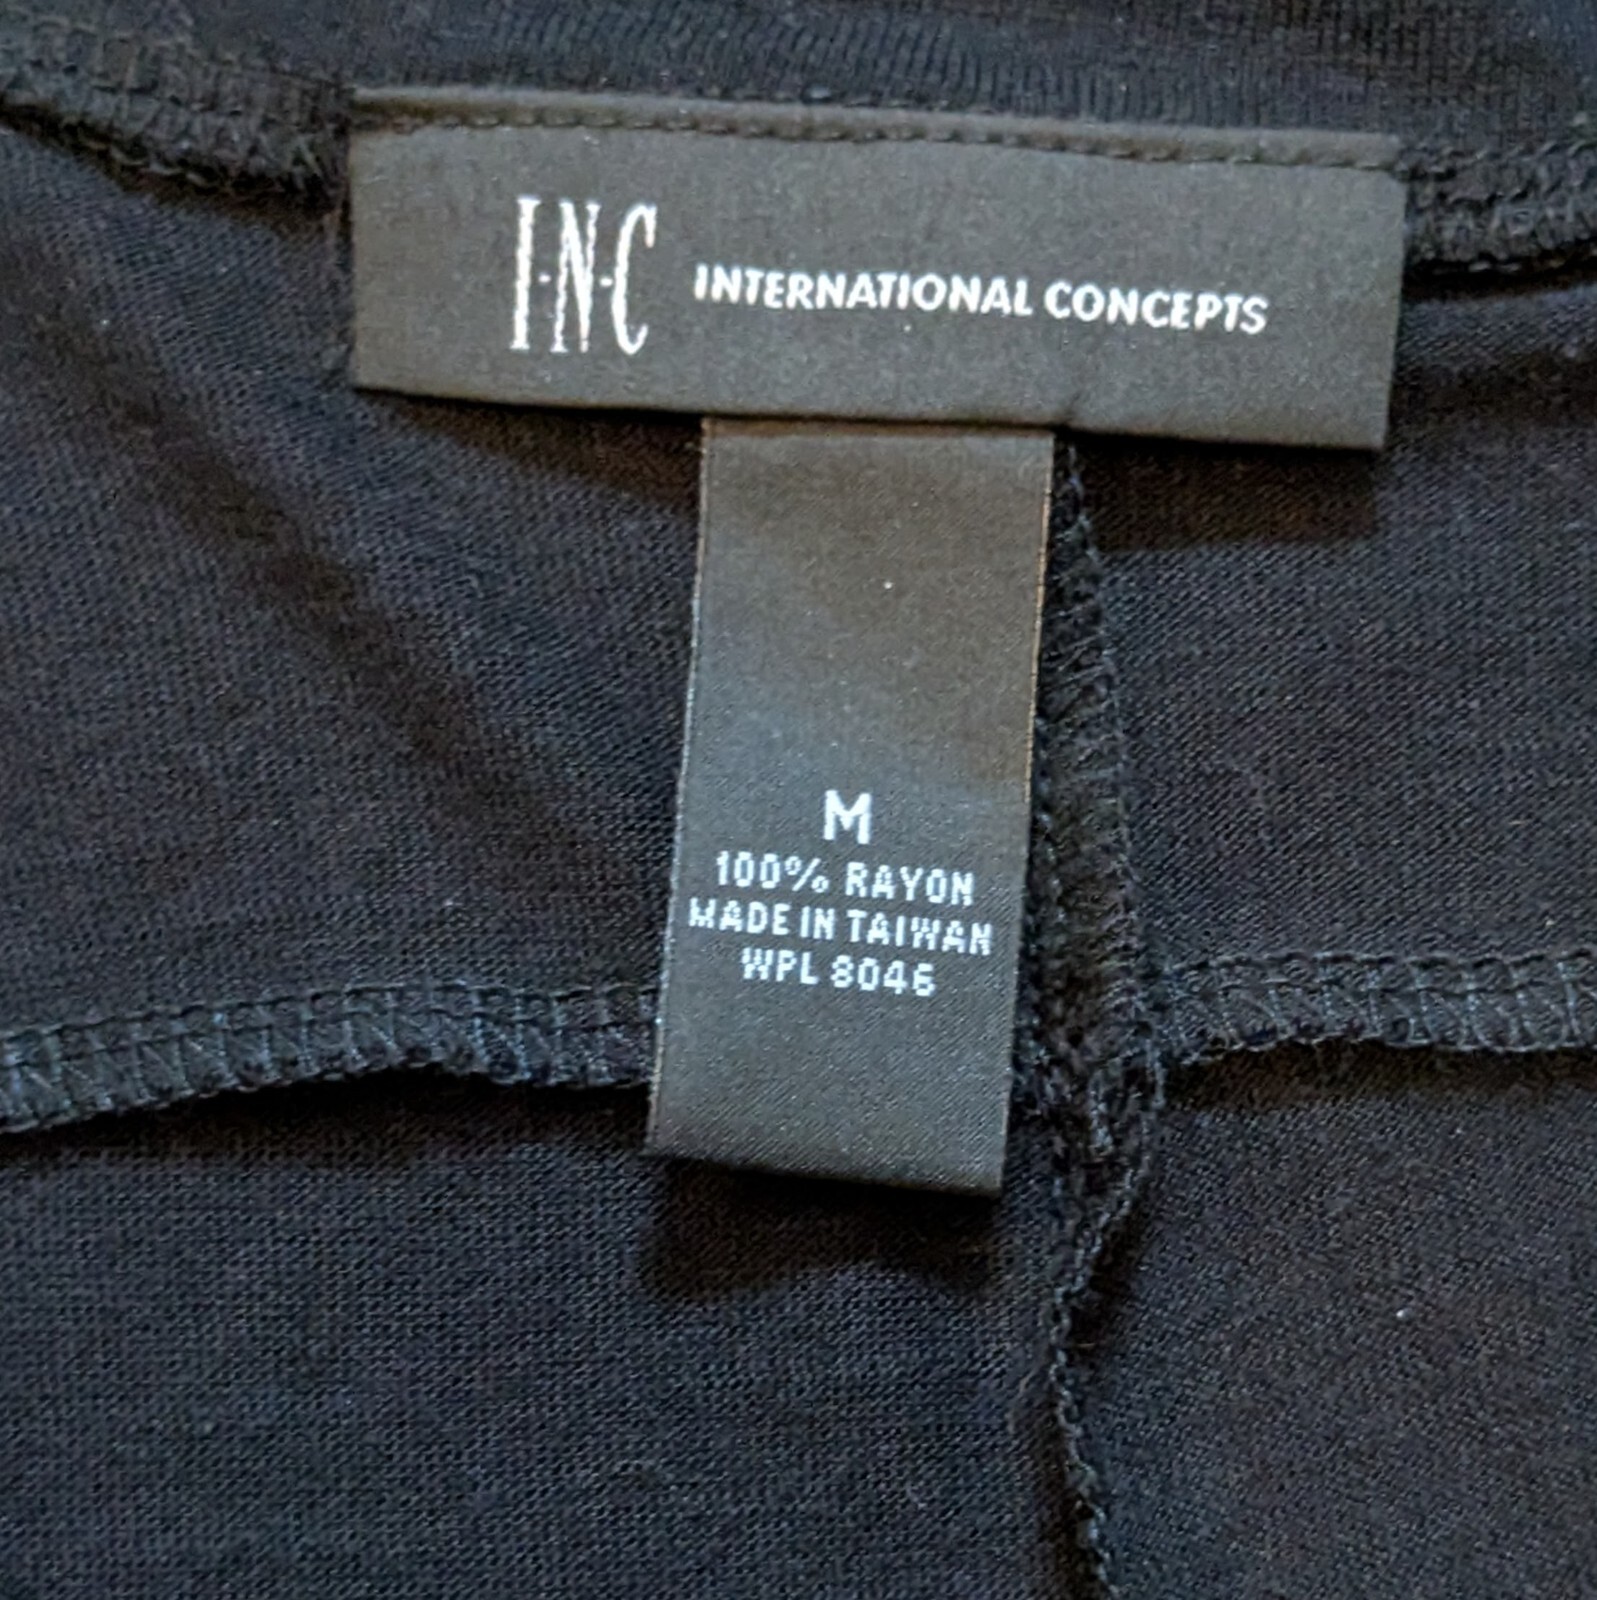 I·N·C INTERNATIONAL CONCEPTS
M
100% RAYON
MADE IN TAIWAN
WPL 8046